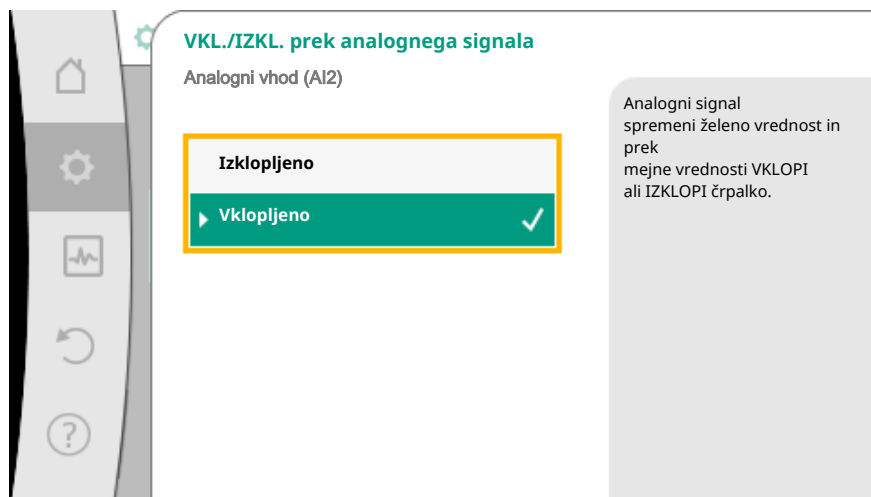 VKL./IZKL. prek analognega signala
Analogni vhod (AI2)
Izklopljeno
Vklopljeno
Analogni signal
spremeni želeno vrednost in
prek
mejne vrednosti VKLOPI
ali IZKLOPI črpalko.